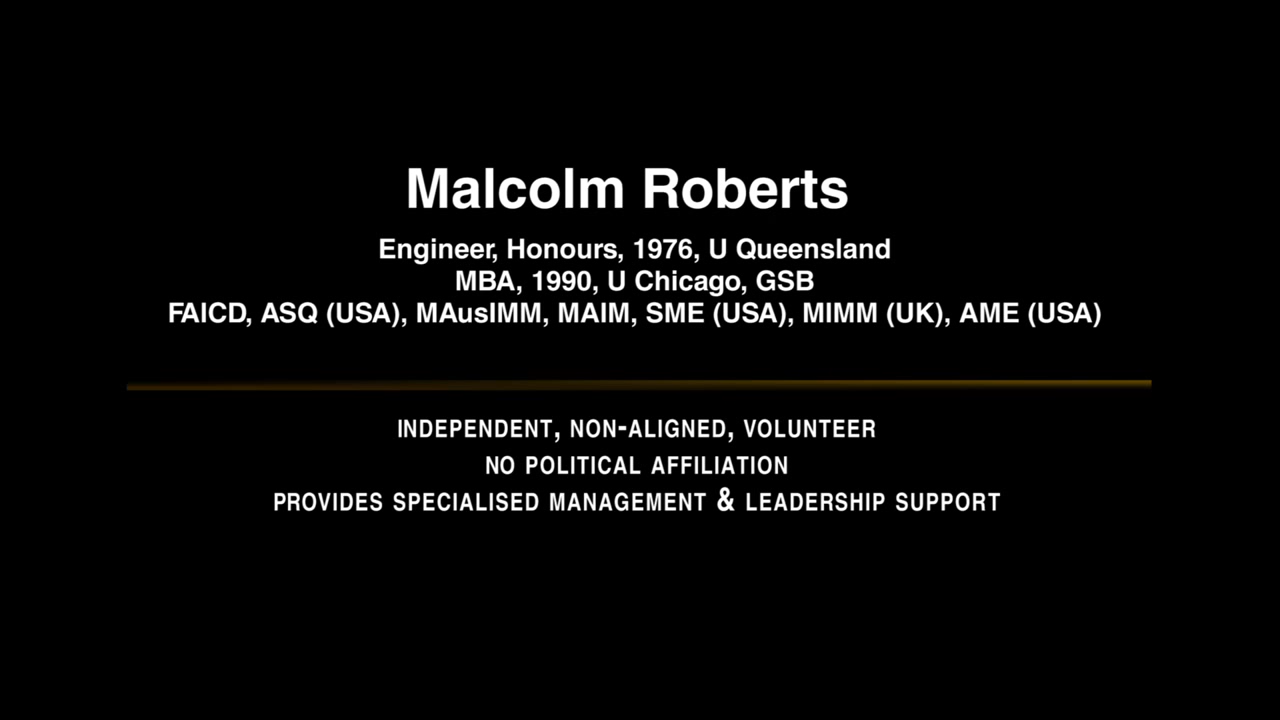 Malcolm Roberts
Engineer, Honours, 1976, U Queensland
MBA, 1990, U Chicago, GSB
FAICD, ASQ (USA), MAusIMM, MAIM, SME (USA), MIMM (UK), AME (USA)
INDEPENDENT, NON-ALIGNED, VOLUNTEER
NO POLITICAL AFFILIATION
PROVIDES SPECIALISED MANAGEMENT & LEADERSHIP SUPPORT